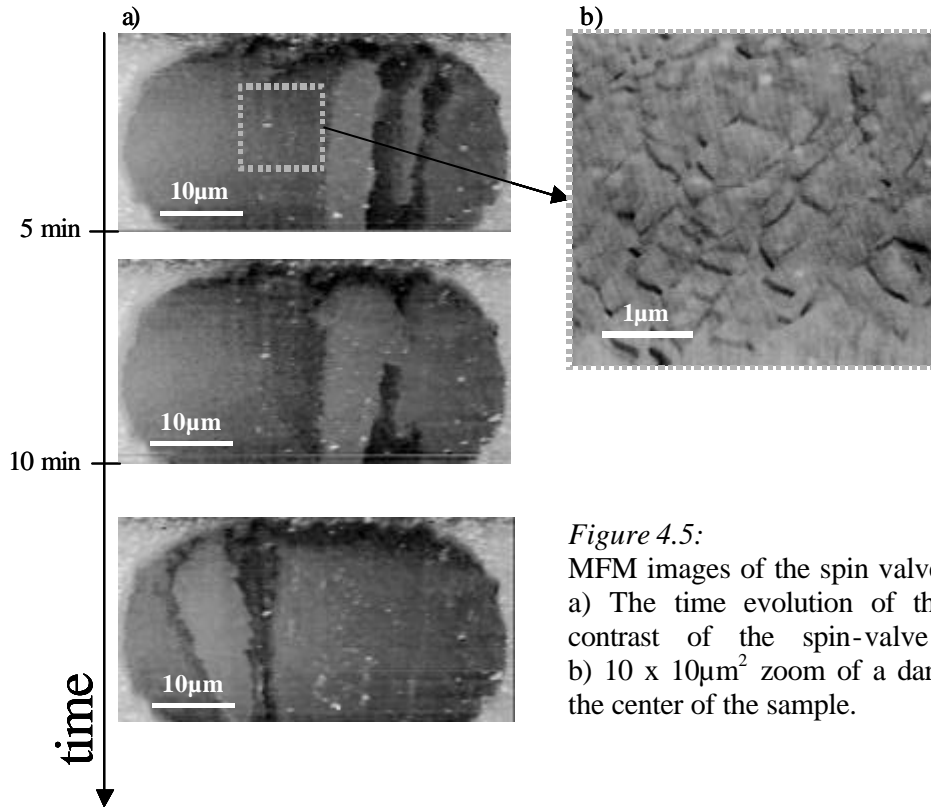 a)
b)
10µm
1µm
5 min
10µm
10 min
10µm
time
Figure 4.5:
MFM images of the spin valve
a) The time evolution of th
contrast of the spin-valve
b) 10 x 10µm² zoom of a dar
the center of the sample.